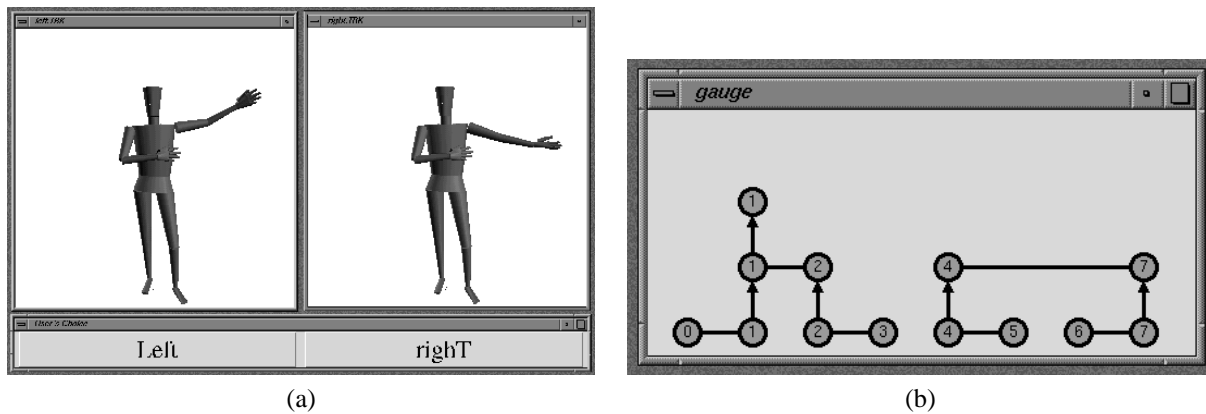 left.TRK
right.TRK
User's Choice
Left
righT
(a)
gauge
1
1 2 4 7
0 1 2 3 4 5 6 7
(b)